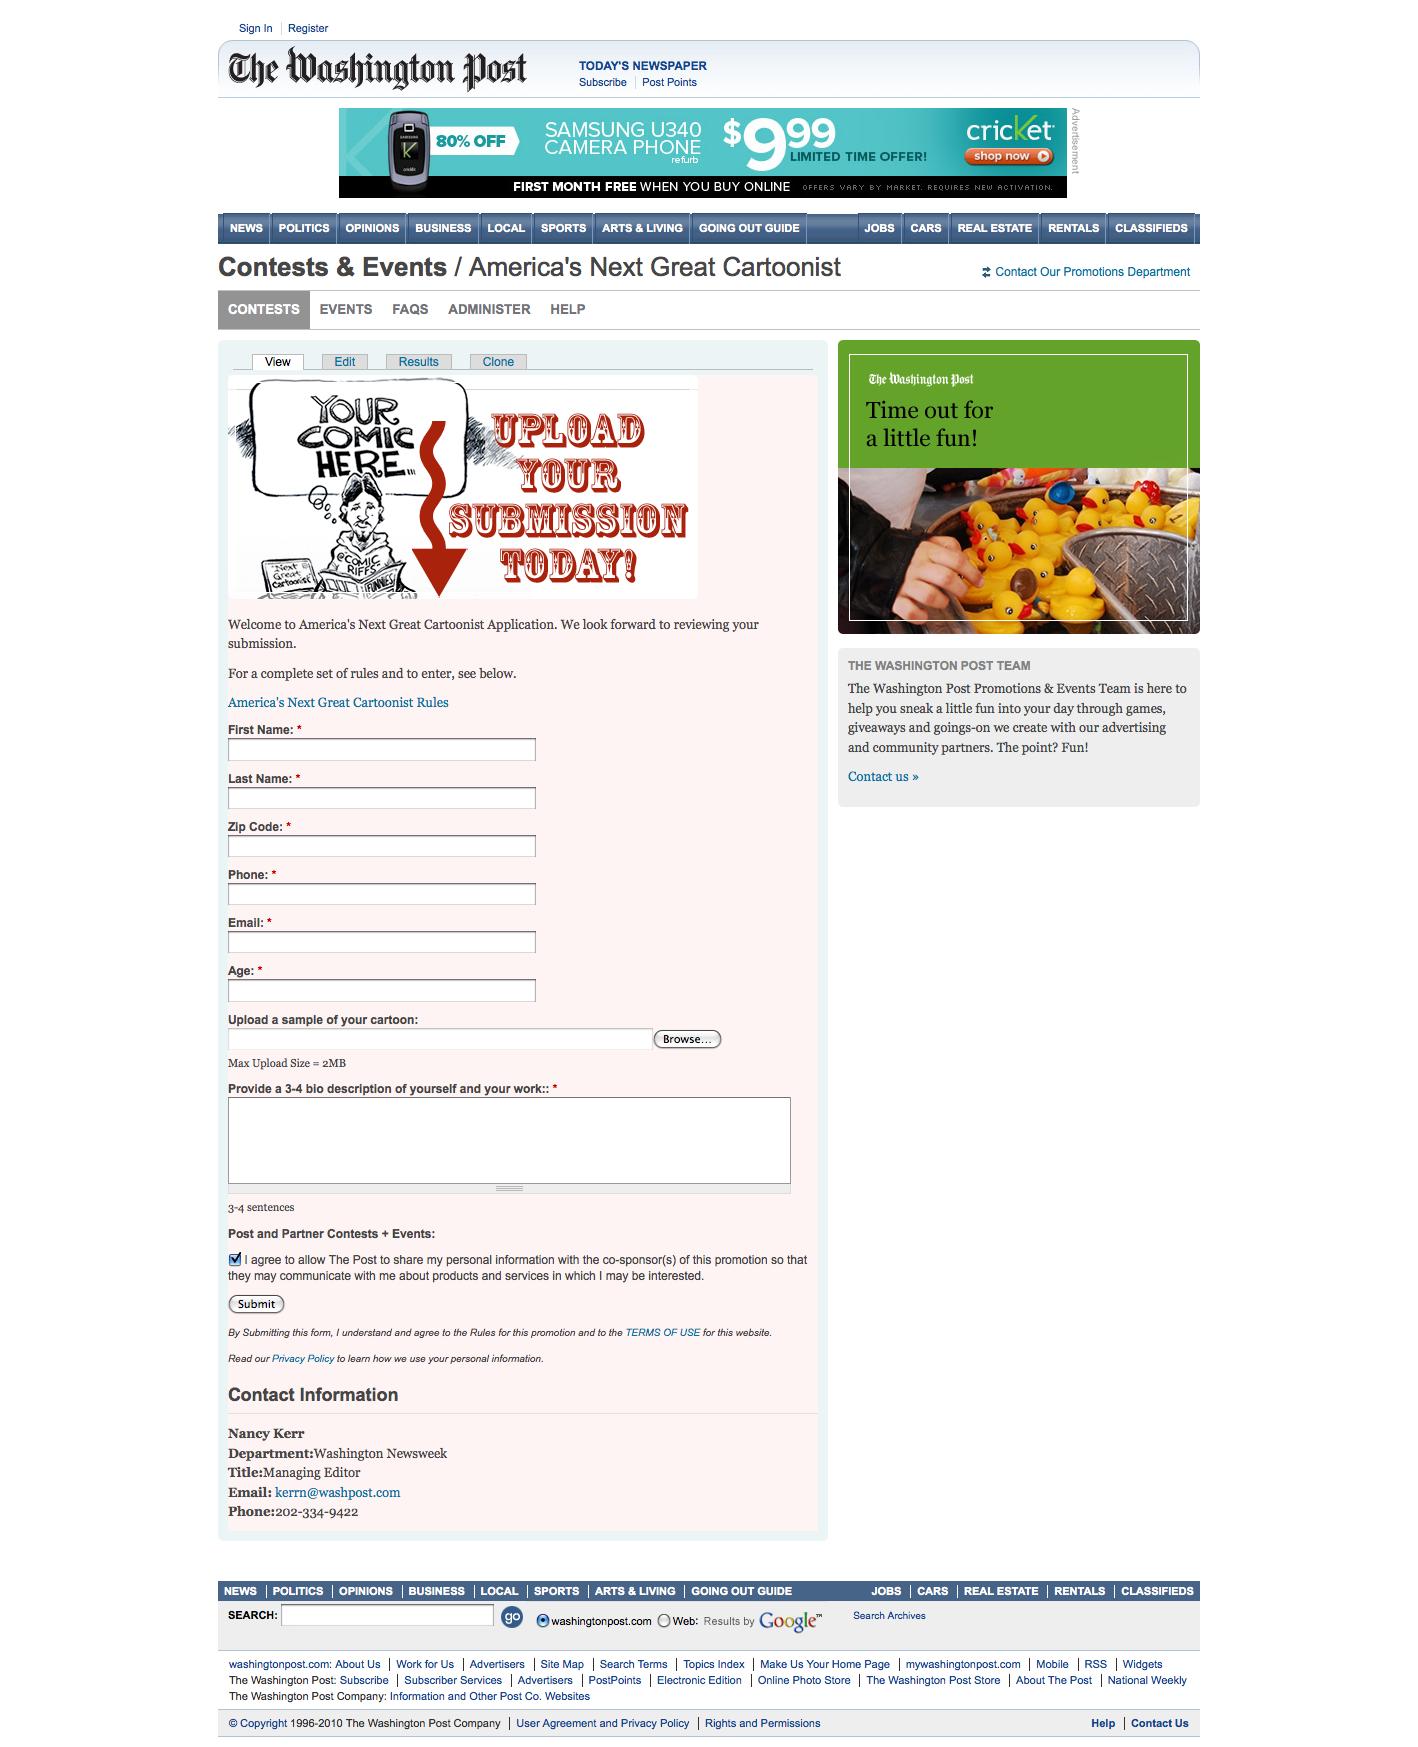 Sign In
Register
The Washington Post
TODAY'S NEWSPAPER
Subscribe
Post Points
80% OFF
SAMSUNG U340
CAMERA PHONE
refurb
$9.99
LIMITED TIME OFFER!
cricket
shop now
FIRST MONTH FREE WHEN YOU BUY ONLINE
OFFERS VARY BY MARKET. REQUIRES NEW ACTIVATION.
Advertisement
NEWS POLITICS OPINIONS BUSINESS LOCAL SPORTS ARTS & LIVING GOING OUT GUIDE JOBS CARS REAL ESTATE RENTALS CLASSIFIEDS
Contests & Events / America's Next Great Cartoonist
Contact Our Promotions Department
CONTESTS EVENTS FAQS ADMINISTER HELP
View Edit Results Clone
YOUR
COMIC
HERE...
UPLOAD
YOUR
SUBMISSION
TODAY!
@COMIC
RIFFS
"Next
Great
Cartoonist"
FUNNIES
Welcome to America's Next Great Cartoonist Application. We look forward to reviewing your
submission.
For a complete set of rules and to enter, see below.
America's Next Great Cartoonist Rules
First Name: *
Last Name: *
Zip Code: *
Phone: *
Email: *
Age: *
Upload a sample of your cartoon:
Browse...
Max Upload Size = 2MB
Provide a 3-4 bio description of yourself and your work:: *
3-4 sentences
Post and Partner Contests + Events:
I agree to allow The Post to share my personal information with the co-sponsor(s) of this promotion so that
they may communicate with me about products and services in which I may be interested.
Submit
By Submitting this form, I understand and agree to the Rules for this promotion and to the TERMS OF USE for this website.
Read our Privacy Policy to learn how we use your personal information.
Contact Information
Nancy Kerr
Department:Washington Newsweek
Title:Managing Editor
Email: kerrn@washpost.com
Phone:202-334-9422
The Washington Post
Time out for
a little fun!
THE WASHINGTON POST TEAM
The Washington Post Promotions & Events Team is here to
help you sneak a little fun into your day through games,
giveaways and goings-on we create with our advertising
and community partners. The point? Fun!
Contact us »
NEWS POLITICS OPINIONS BUSINESS LOCAL SPORTS ARTS & LIVING GOING OUT GUIDE JOBS CARS REAL ESTATE RENTALS CLASSIFIEDS
SEARCH: go washingtonpost.com Web: Results by Google™ Search Archives
washingtonpost.com: About Us Work for Us Advertisers Site Map Search Terms Topics Index Make Us Your Home Page mywashingtonpost.com Mobile RSS Widgets
The Washington Post: Subscribe Subscriber Services Advertisers PostPoints Electronic Edition Online Photo Store The Washington Post Store About The Post National Weekly
The Washington Post Company: Information and Other Post Co. Websites
© Copyright 1996-2010 The Washington Post Company User Agreement and Privacy Policy Rights and Permissions Help Contact Us